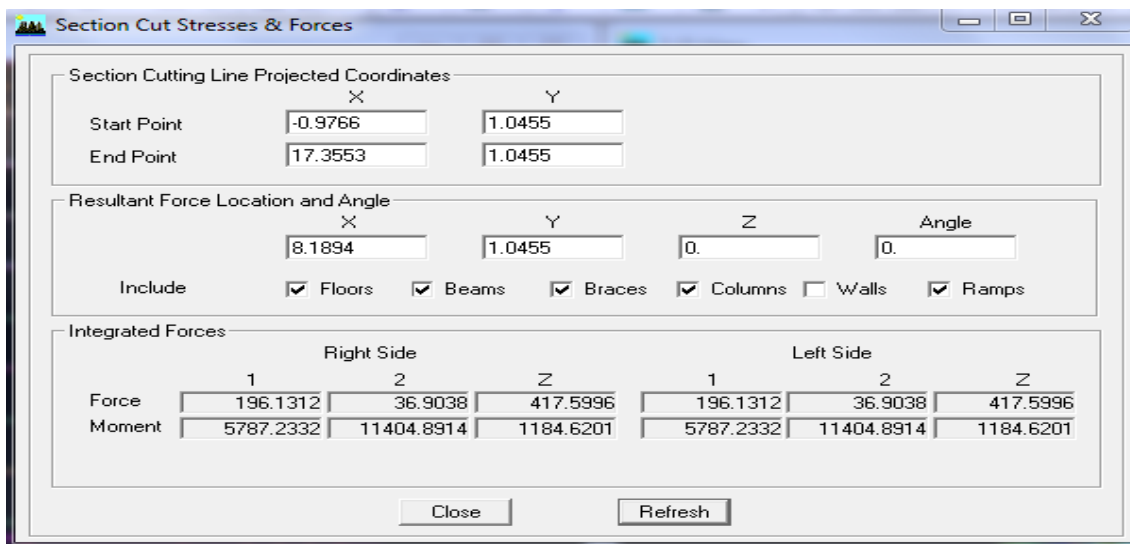 Section Cut Stresses & Forces
Section Cutting Line Projected Coordinates
X Y
Start Point -0.9766 1.0455
End Point 17.3553 1.0455
Resultant Force Location and Angle
X Y Z Angle
8.1894 1.0455 0. 0.
Include Floors Beams Braces Columns Walls Ramps
Integrated Forces
Right Side Left Side
1 2 Z 1 2 Z
Force 196.1312 36.9038 417.5996 196.1312 36.9038 417.5996
Moment 5787.2332 11404.8914 1184.6201 5787.2332 11404.8914 1184.6201
Close Refresh